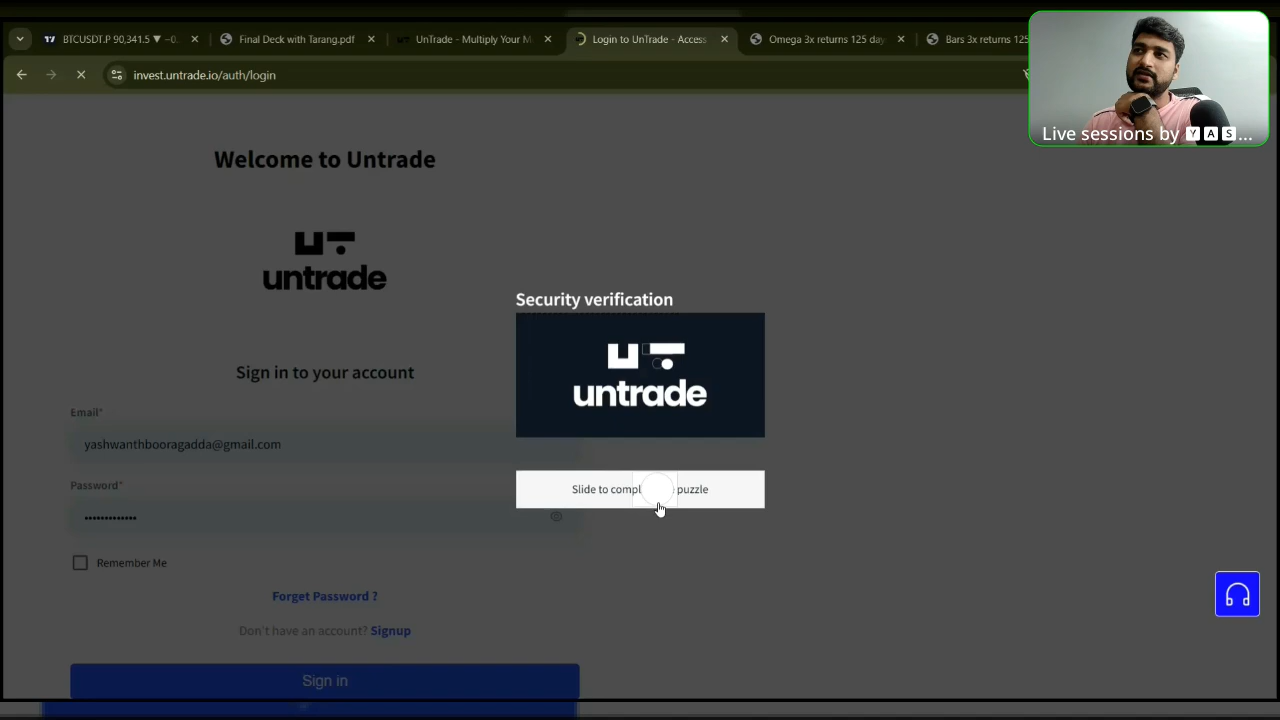 BTCUSDT.P 90,341.5 ▼ −0.
Final Deck with Tarang.pdf
UnTrade - Multiply Your M
Login to UnTrade - Access
Omega 3x returns 125 day
Bars 3x returns 125
invest.untrade.io/auth/login
Live sessions by 🅈🄰🅂...
Welcome to Untrade
untrade
Security verification
untrade
Sign in to your account
Email*
yashwanthbooragadda@gmail.com
Password*
•••••••••••••
Slide to compl puzzle
Remember Me
Forget Password ?
Don't have an account? Signup
Sign in